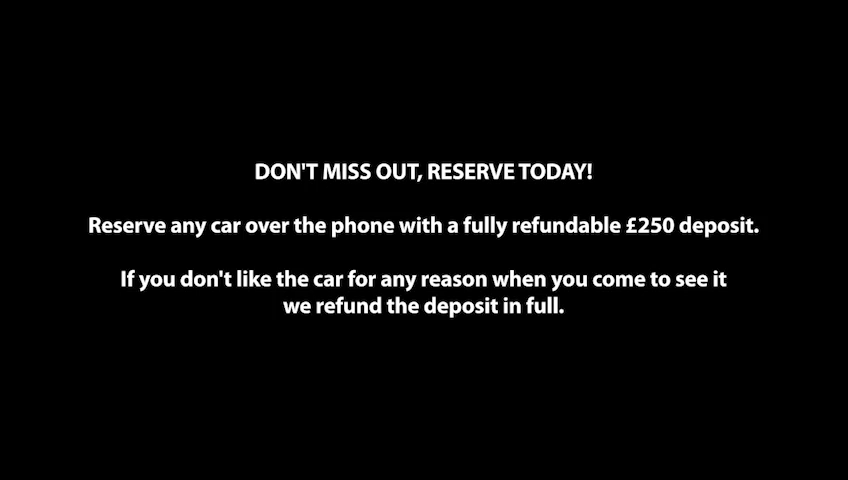 DON'T MISS OUT, RESERVE TODAY!
Reserve any car over the phone with a fully refundable £250 deposit.
If you don't like the car for any reason when you come to see it
we refund the deposit in full.